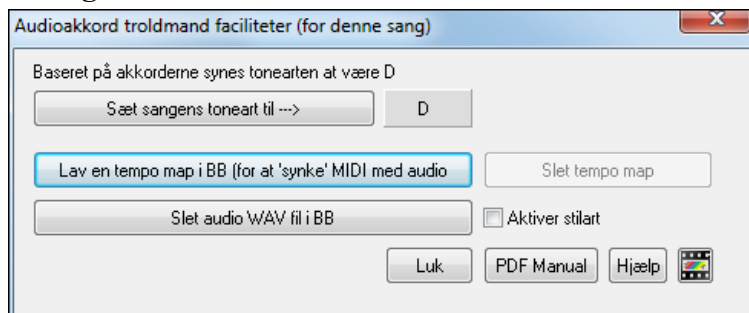 Audioakkord troldmand faciliteter (for denne sang)
Baseret på akkorderne synes tonearten at være D
Sæt sangens toneart til ---> D
Lav en tempo map i BB (for at 'synke' MIDI med audio Slet tempo map
Slet audio WAV fil i BB Aktiver stilart
Luk PDF Manual Hjælp